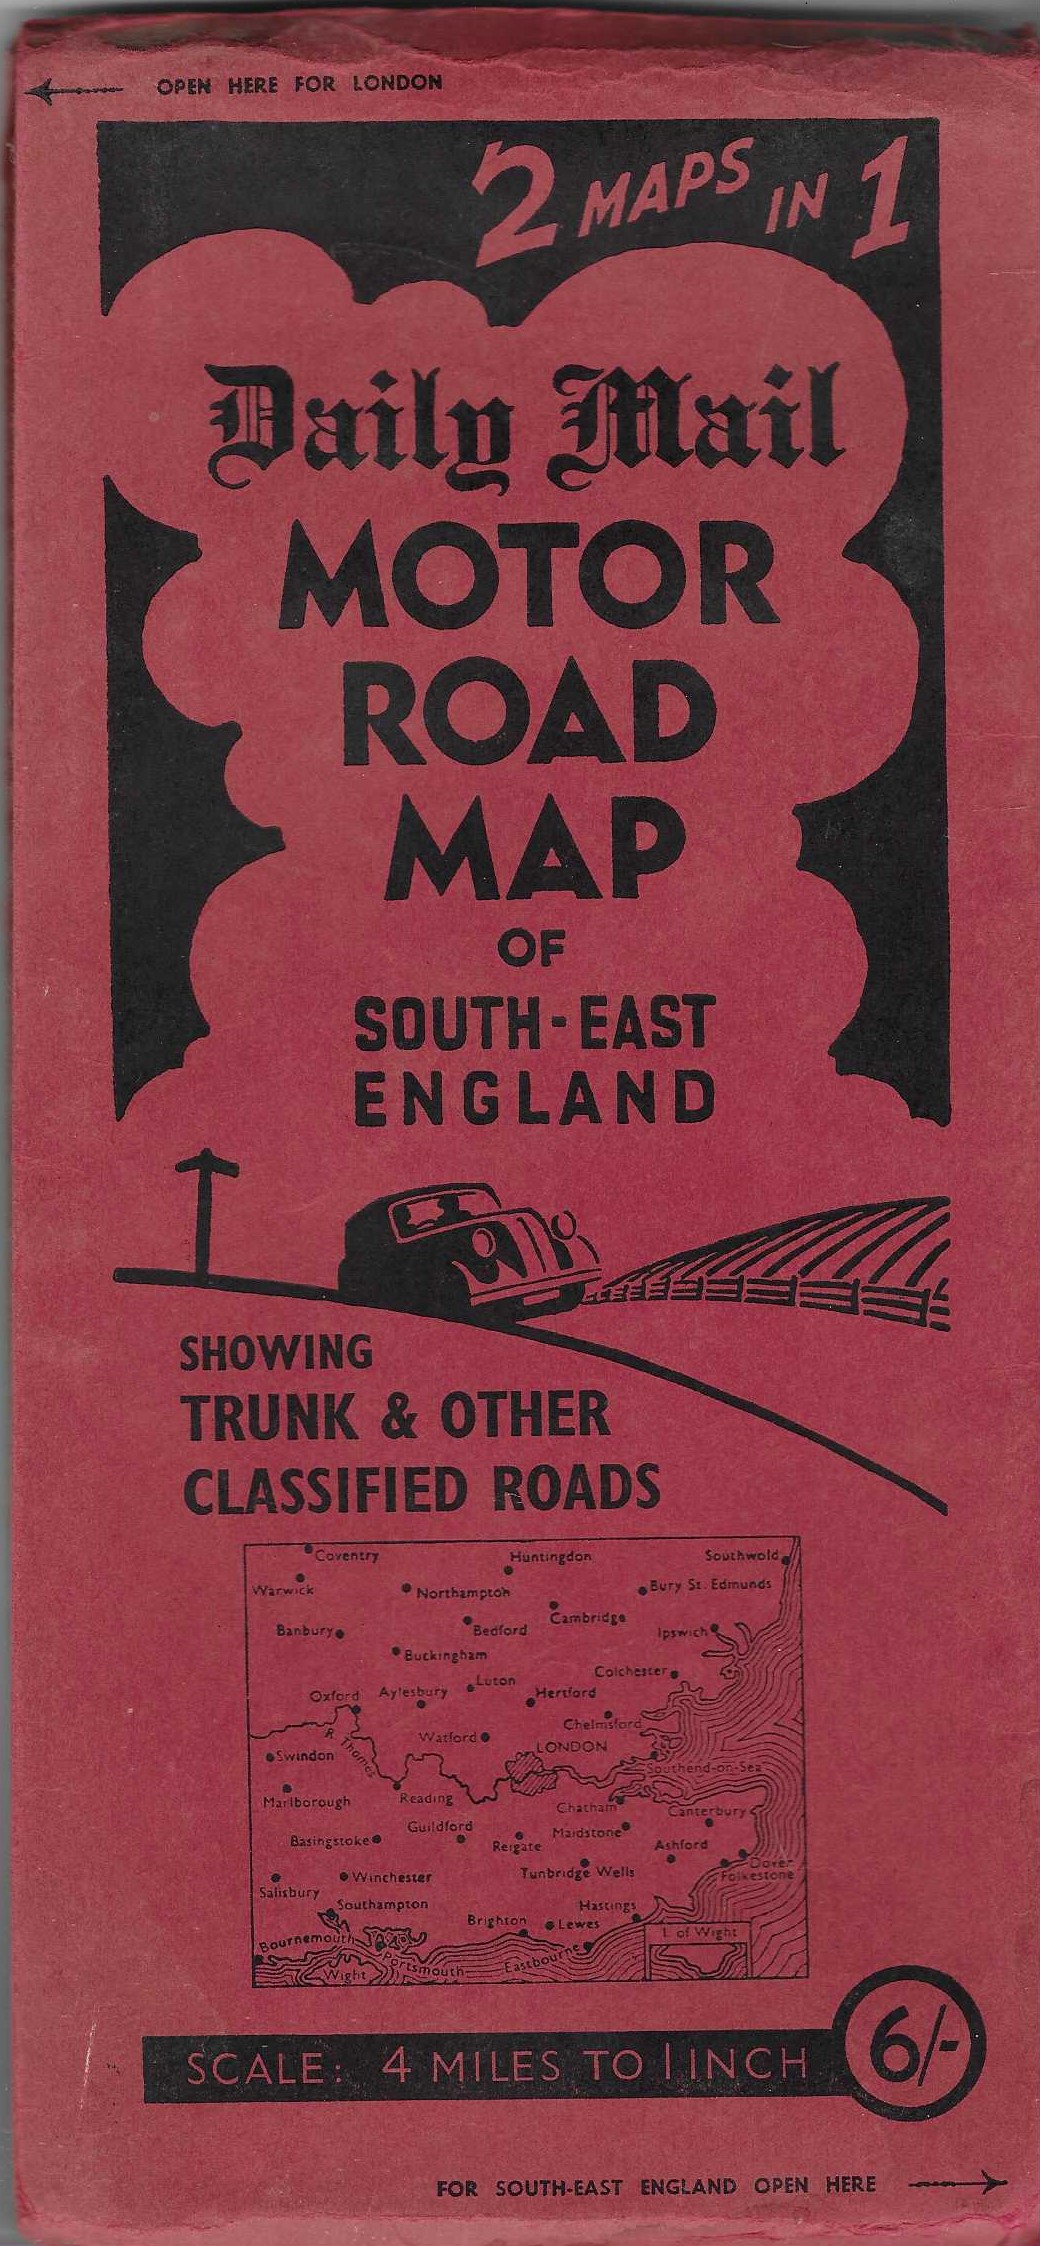 OPEN HERE FOR LONDON
2 MAPS IN 1
Daily Mail
MOTOR
ROAD
MAP
OF
SOUTH-EAST
ENGLAND
SHOWING
TRUNK & OTHER
CLASSIFIED ROADS
Coventry
Huntingdon
Southwold
Warwick
Northampton
Bury St. Edmunds
Cambridge
Banbury
Bedford
Ipswich
Buckingham
Colchester
Luton
Oxford
Aylesbury
Hertford
Chelmsford
R. Thames
Watford
LONDON
Swindon
Southend-on-Sea
Marlborough
Reading
Chatham
Canterbury
Guildford
Maidstone
Basingstoke
Reigate
Ashford
Dover
Winchester
Tunbridge Wells
Folkestone
Salisbury
Southampton
Hastings
Brighton
Lewes
I. of Wight
Bournemouth
Portsmouth
Eastbourne
Wight
SCALE: 4 MILES TO 1 INCH
6/-
FOR SOUTH-EAST ENGLAND OPEN HERE